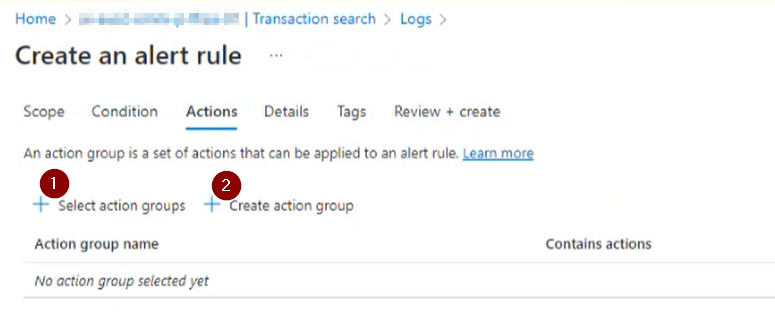 Home > | Transaction search > Logs >
Create an alert rule ...
Scope Condition Actions Details Tags Review + create
An action group is a set of actions that can be applied to an alert rule. Learn more
1 2
+ Select action groups + Create action group
Action group name Contains actions
No action group selected yet